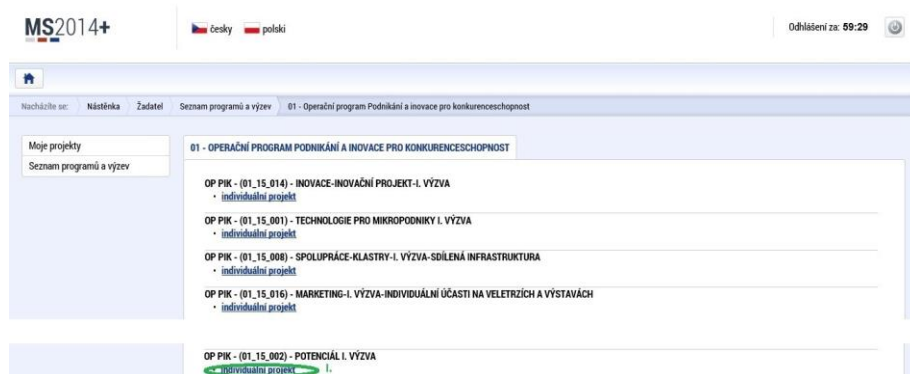 MS2014+
česky polski
Odhlášení za: 59:29
Nacházíte se: Nástěnka Žadatel Seznam programů a výzev 01 - Operační program Podnikání a inovace pro konkurenceschopnost
Moje projekty
Seznam programů a výzev
01 - OPERAČNÍ PROGRAM PODNIKÁNÍ A INOVACE PRO KONKURENCESCHOPNOST
OP PIK - (01_15_014) - INOVACE-INOVAČNÍ PROJEKT-I. VÝZVA
individuální projekt
OP PIK - (01_15_001) - TECHNOLOGIE PRO MIKROPODNIKY I. VÝZVA
individuální projekt
OP PIK - (01_15_008) - SPOLUPRÁCE-KLASTRY-I. VÝZVA-SDÍLENÁ INFRASTRUKTURA
individuální projekt
OP PIK - (01_15_016) - MARKETING-I. VÝZVA-INDIVIDUÁLNÍ ÚČASTI NA VELETRZÍCH A VÝSTAVÁCH
individuální projekt
OP PIK - (01_15_002) - POTENCIÁL I. VÝZVA
individuální projekt I.